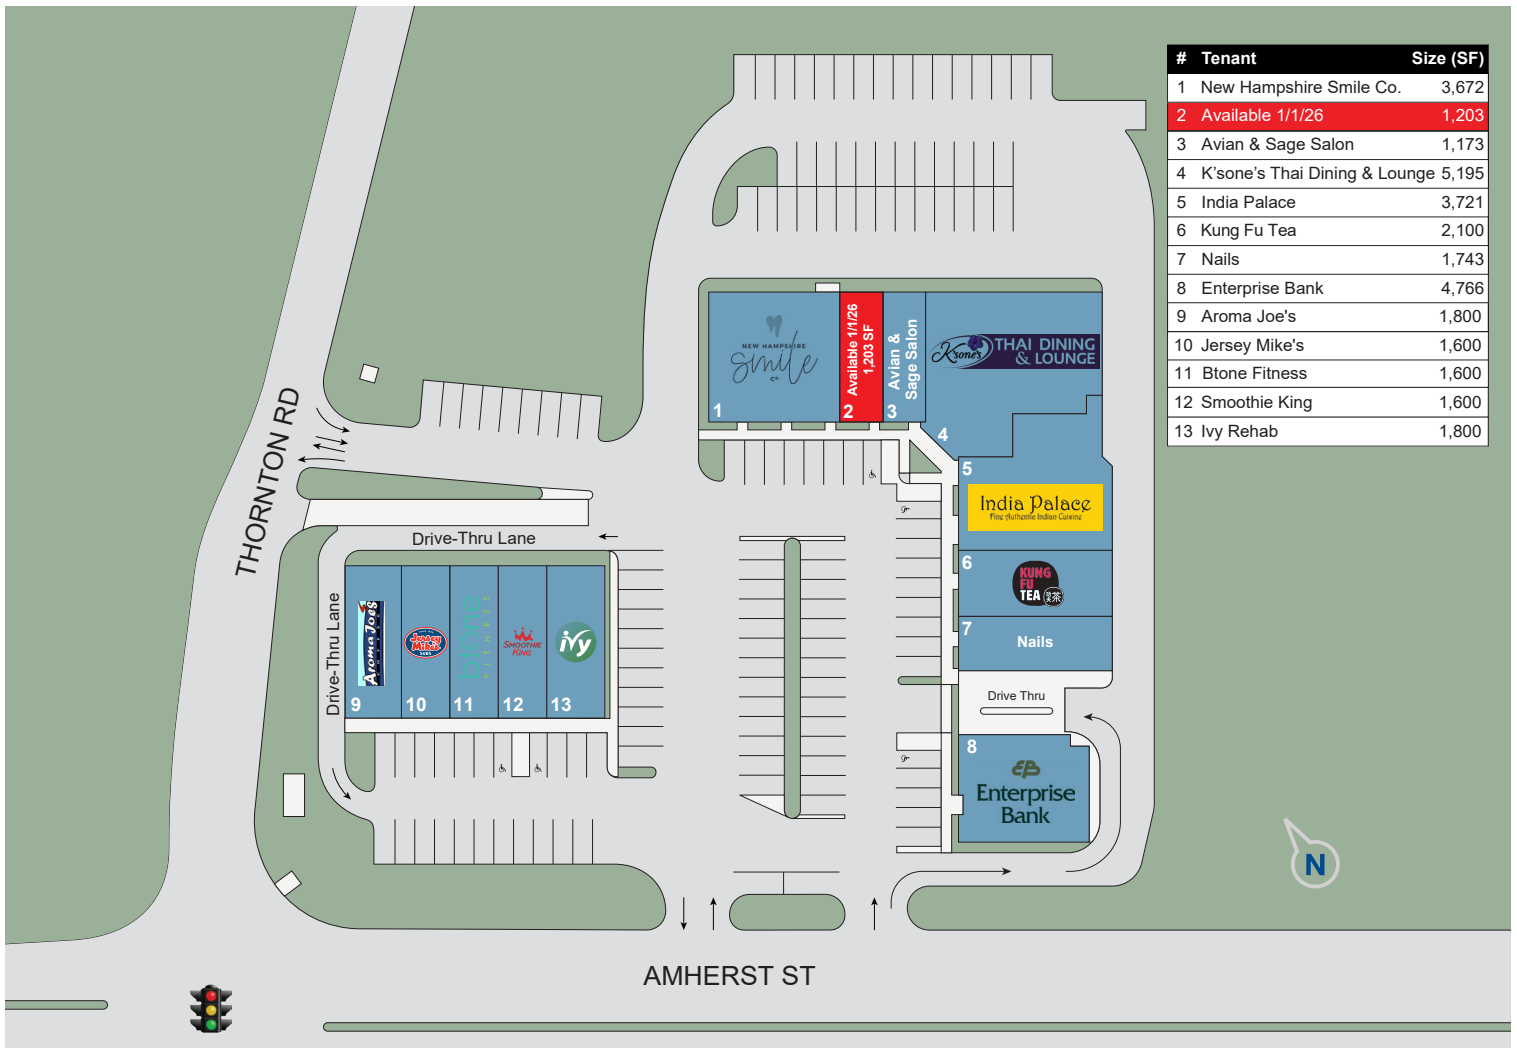 # Tenant Size (SF)
1 New Hampshire Smile Co. 3,672
2 Available 1/1/26 1,203
3 Avian & Sage Salon 1,173
4 K'sone's Thai Dining & Lounge 5,195
5 India Palace 3,721
6 Kung Fu Tea 2,100
7 Nails 1,743
8 Enterprise Bank 4,766
9 Aroma Joe's 1,800
10 Jersey Mike's 1,600
11 Btone Fitness 1,600
12 Smoothie King 1,600
13 Ivy Rehab 1,800
NEW HAMPSHIRE
smile
CO
1
Available 1/1/26
1,203 SF
2
Avian &
Sage Salon
3
K'sone's
THAI DINING
& LOUNGE
4
5
India Palace
Fine Authentic Indian Cuisine
6
KUNG
FU
TEA
茶
7
Nails
Drive Thru
8
EB
Enterprise
Bank
THORNTON RD
Drive-Thru Lane
Drive-Thru Lane
Aroma Joe's
9
Jersey
Mike's
SUBS
10
btone
FITNESS
11
SMOOTHIE
KING
12
ivy
13
N
AMHERST ST